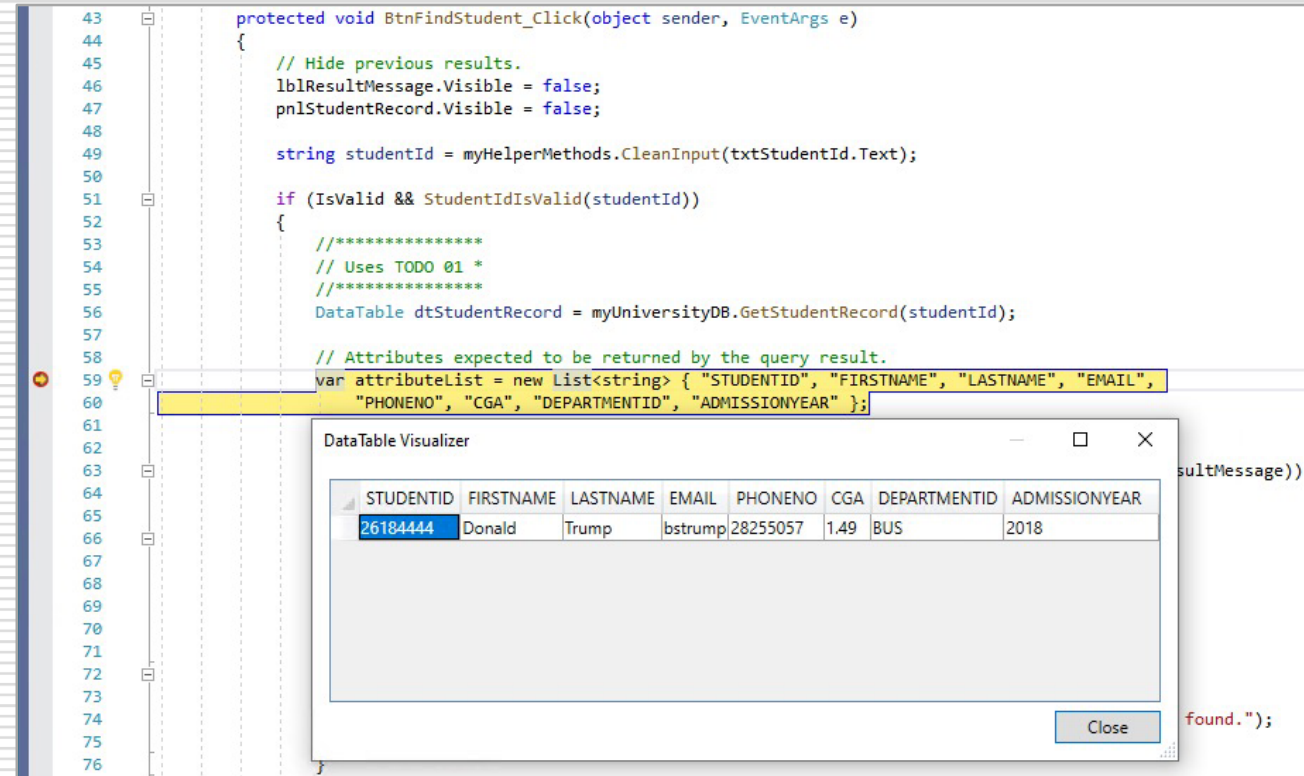 43 protected void BtnFindStudent_Click(object sender, EventArgs e)
44 {
45 // Hide previous results.
46 lblResultMessage.Visible = false;
47 pnlStudentRecord.Visible = false;
48
49 string studentId = myHelperMethods.CleanInput(txtStudentId.Text);
50
51 if (IsValid && StudentIdIsValid(studentId))
52 {
53 //***************
54 // Uses TODO 01 *
55 //***************
56 DataTable dtStudentRecord = myUniversityDB.GetStudentRecord(studentId);
57
58 // Attributes expected to be returned by the query result.
59 var attributeList = new List<string> { "STUDENTID", "FIRSTNAME", "LASTNAME", "EMAIL",
60 "PHONENO", "CGA", "DEPARTMENTID", "ADMISSIONYEAR" };
61
62
63 sultMessage))
64
65
66
67
68
69
70
71
72
73
74 found.");
75
76 }
DataTable Visualizer
STUDENTID FIRSTNAME LASTNAME EMAIL PHONENO CGA DEPARTMENTID ADMISSIONYEAR
26184444 Donald Trump bstrump 28255057 1.49 BUS 2018
Close